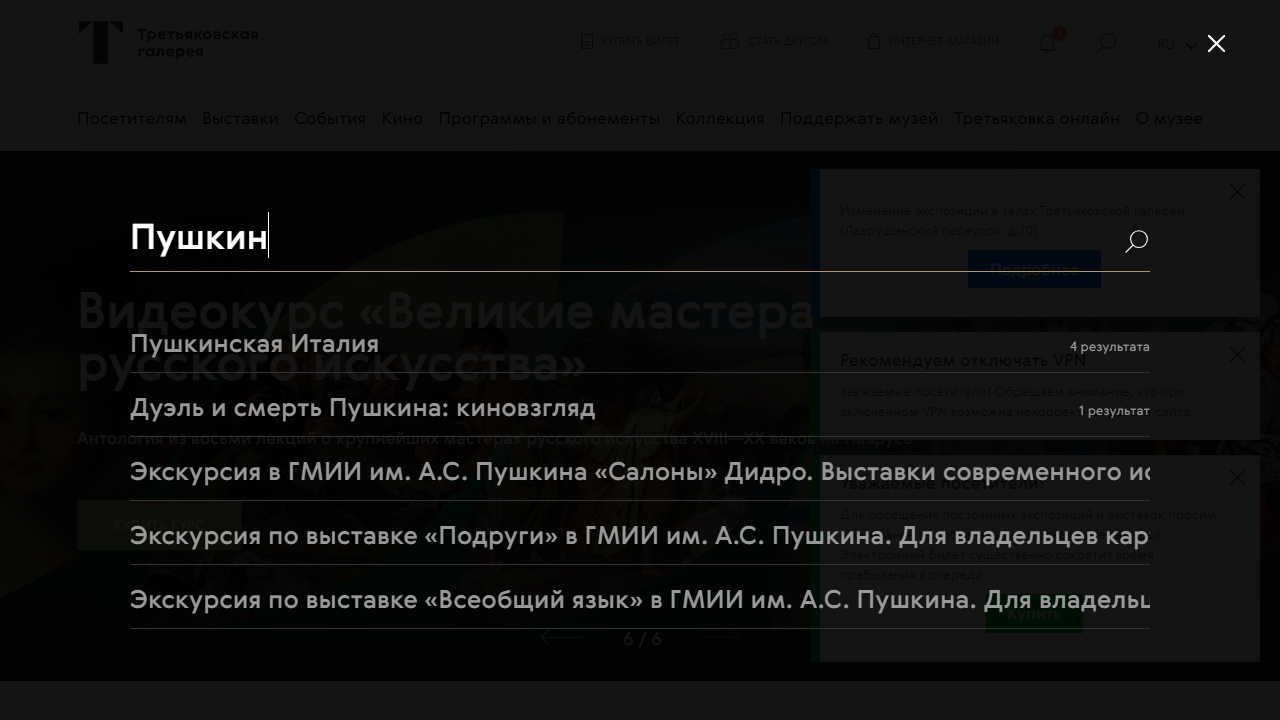 Третьяковская
галерея
КУПИТЬ БИЛЕТ
СТАТЬ ДРУГОМ
ИНТЕРНЕТ-МАГАЗИН
RU
Посетителям Выставки События Кино Программы и абонементы Коллекция Поддержать музей Третьяковка онлайн О музее
Пушкин
Изменение экспозиции в залах Третьяковской галереи
(Лаврушинский переулок, д.10)
Подробнее
Видеокурс «Великие мастера
русского искусства»
Пушкинская Италия
4 результата
Рекомендуем отключать VPN
Уважаемые посетители! Обращаем внимание, что при
включенном VPN возможна некоррек сайта.
Дуэль и смерть Пушкина: киновзгляд
1 результат
Антология из восьми лекций о крупнейших мастерах русского искусства XVIII—XX веков на Лаврусе
Экскурсия в ГМИИ им. А.С. Пушкина «Салоны» Дидро. Выставки современного ис
Уважаемые посетители!
Для посещения постоянных экспозиций и выставок просим
Экскурсия по выставке «Подруги» в ГМИИ им. А.С. Пушкина. Для владельцев кар
Электронный билет существенно сократит время
пребывания в очереди.
Экскурсия по выставке «Всеобщий язык» в ГМИИ им. А.С. Пушкина. Для владельц
Купить
6 / 6